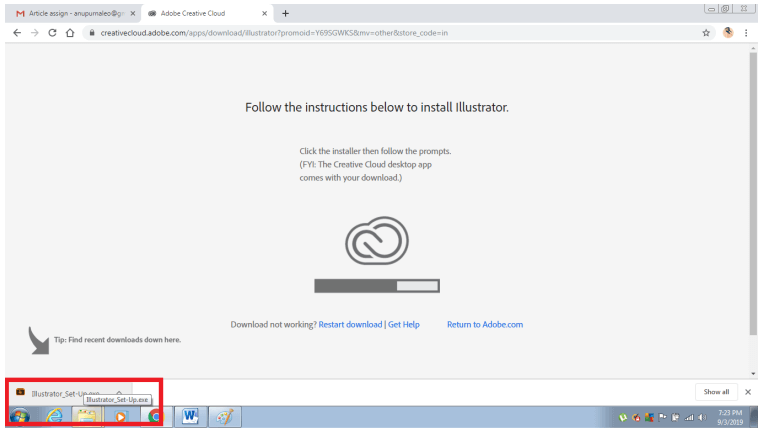 Article assign - anupurnaleo@g
Adobe Creative Cloud
creativecloud.adobe.com/apps/download/illustrator?promoid=Y69SGWKS&mv=other&store_code=in
Follow the instructions below to install Illustrator.
Click the installer then follow the prompts.
(FYI: The Creative Cloud desktop app
comes with your download.)
Download not working? Restart download | Get Help Return to Adobe.com
Tip: Find recent downloads down here.
Illustrator_Set-Up.exe
Illustrator_Set-Up.exe
Show all
7:23 PM
9/3/2019